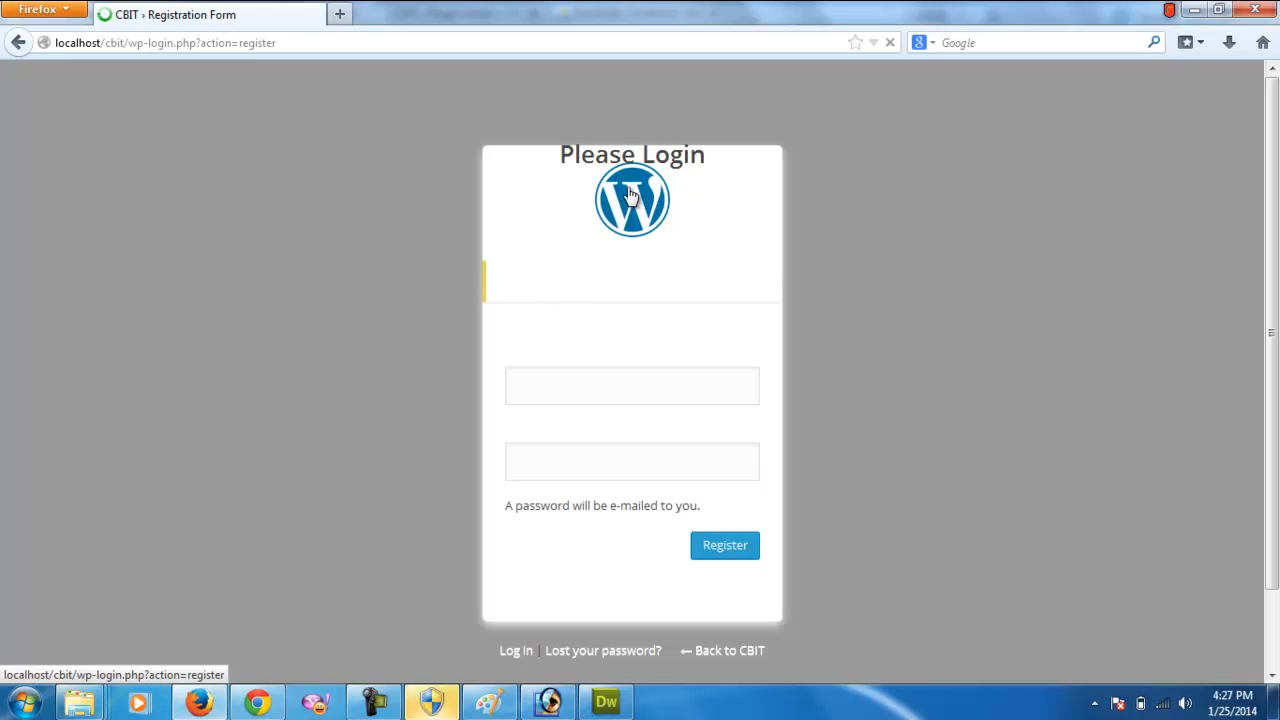 Firefox
CBIT › Registration Form
localhost/cbit/wp-login.php?action=register
Google
Please Login
A password will be e-mailed to you.
Register
Log In | Lost your password? ← Back to CBIT
localhost/cbit/wp-login.php?action=register
Dw
4:27 PM
1/25/2014